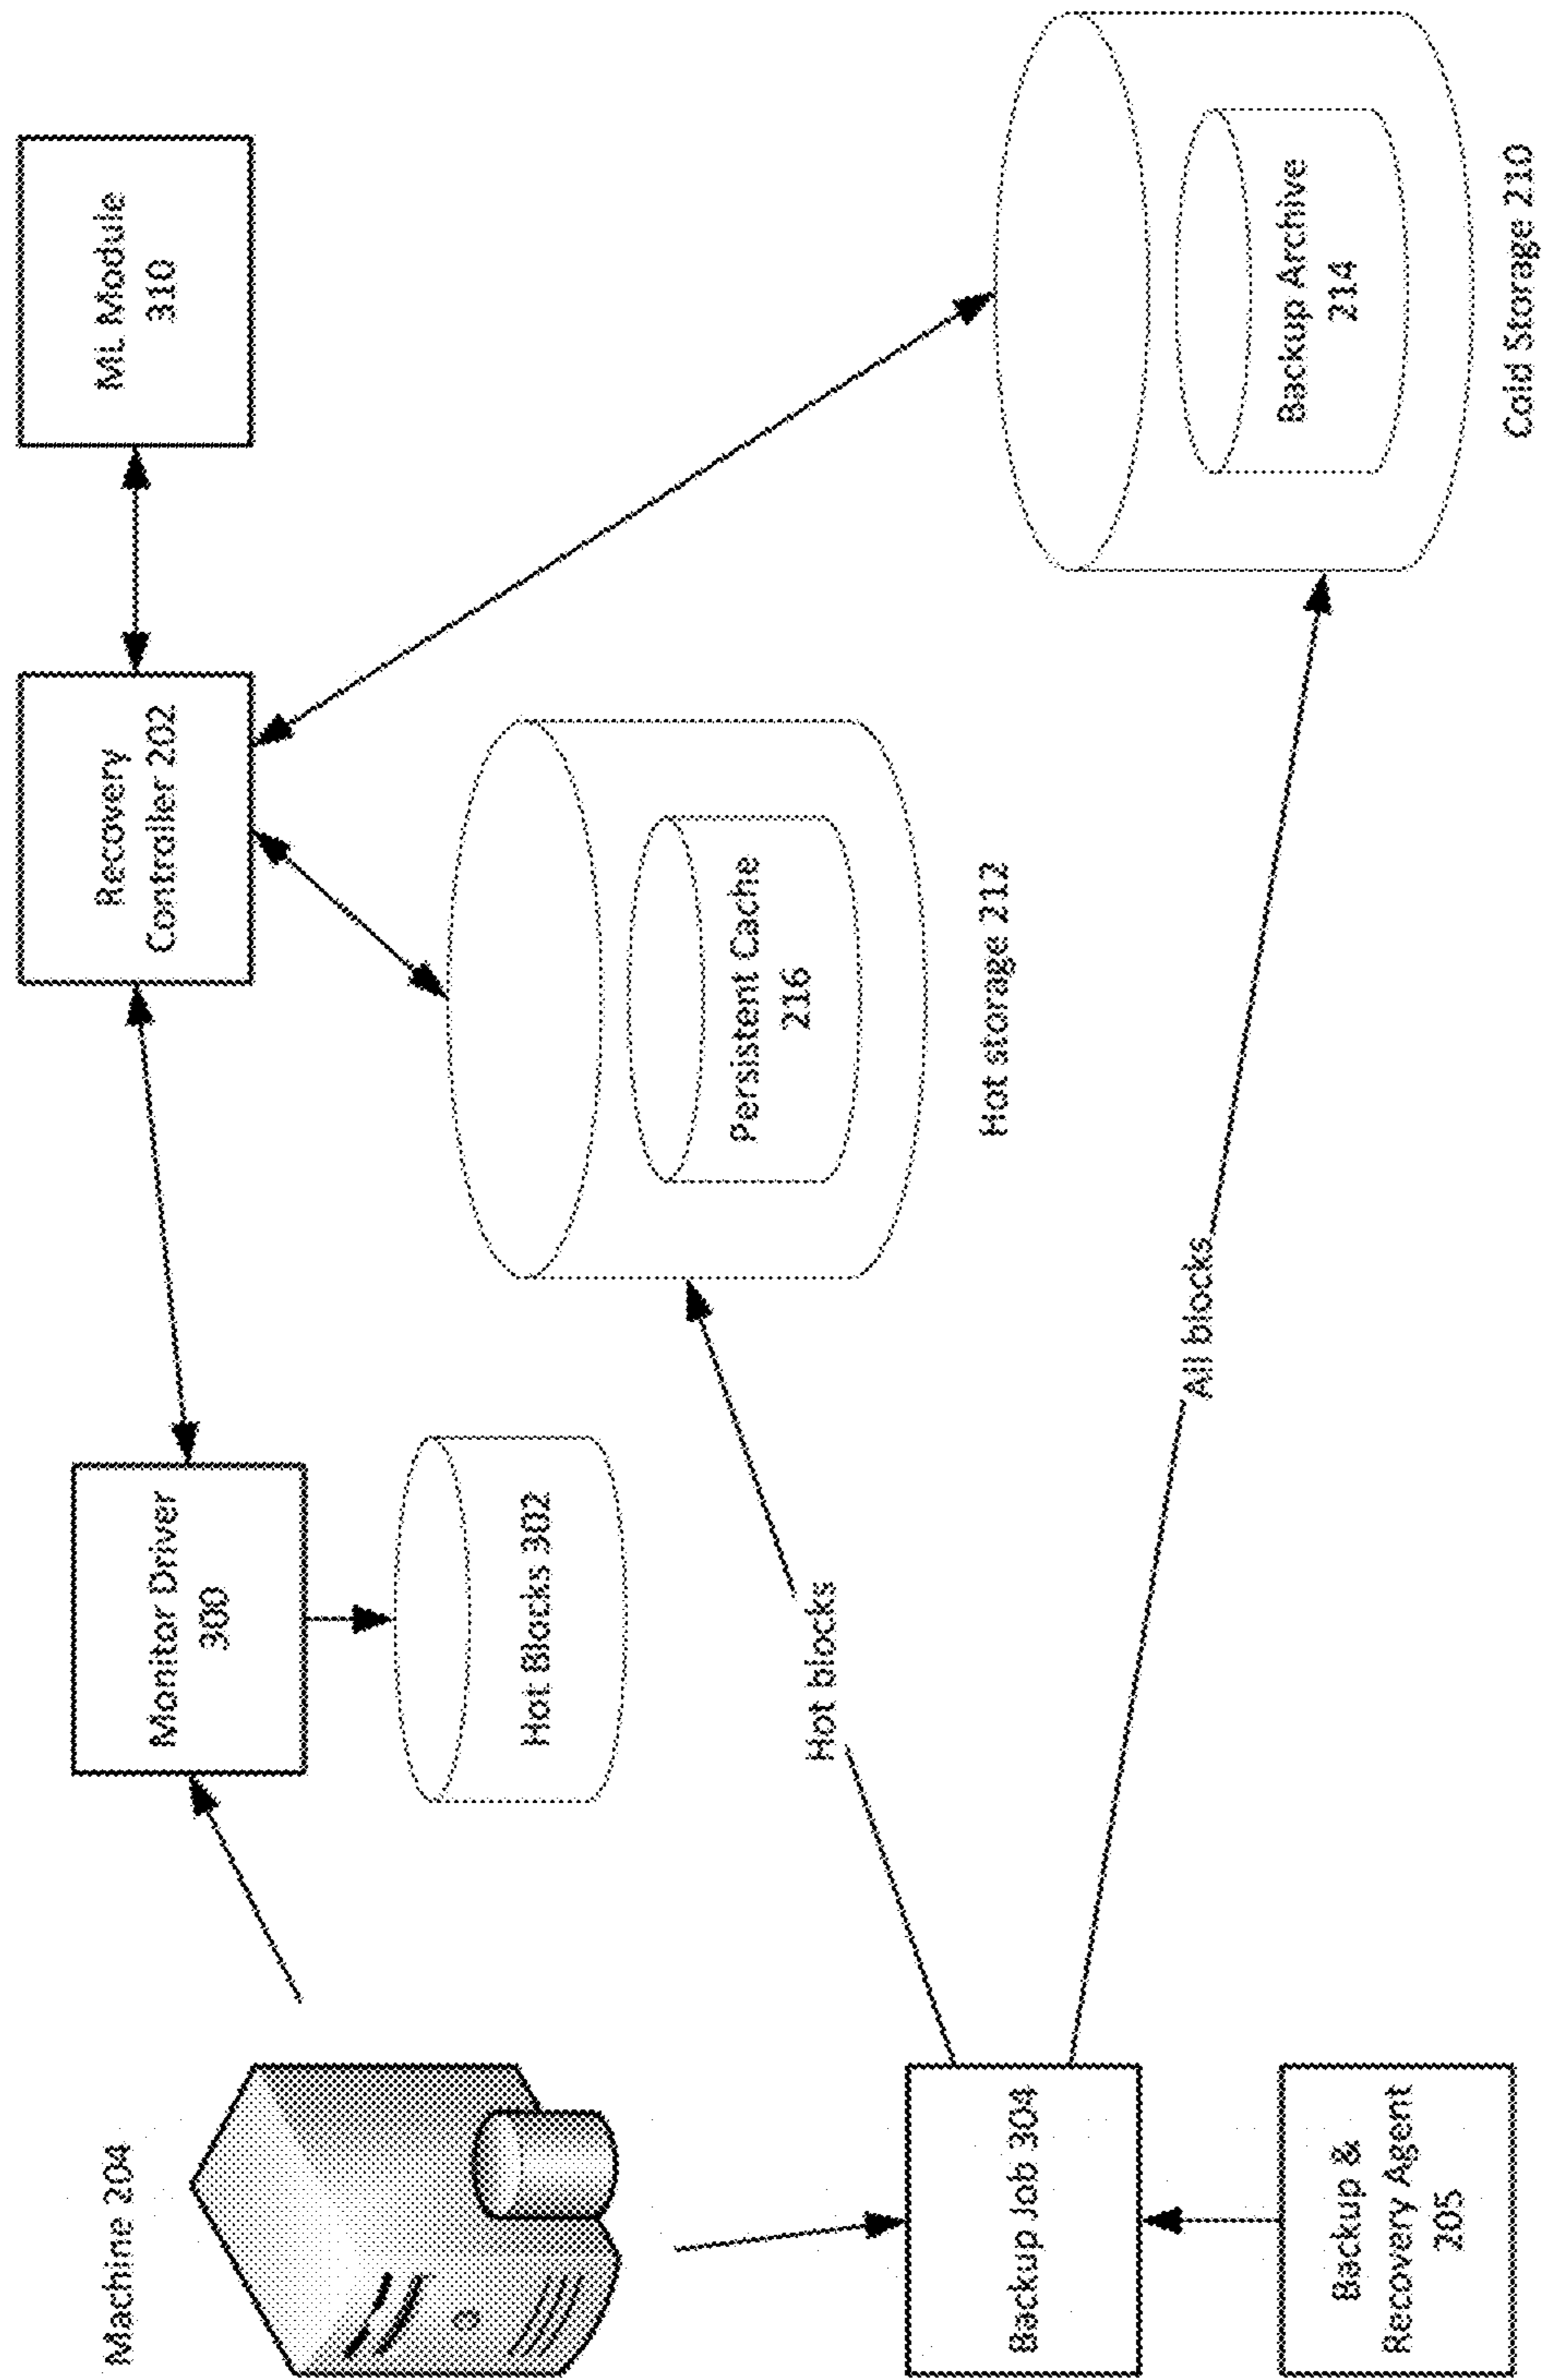 Machine 204
Monitor Driver
300
Recovery
Controller 202
ML Module
310
Hot Blocks 302
Persistent Cache
216
Hot storage 212
Hot blocks
All blocks
Backup Job 304
Backup &
Recovery Agent
205
Backup Archive
214
Cold Storage 210